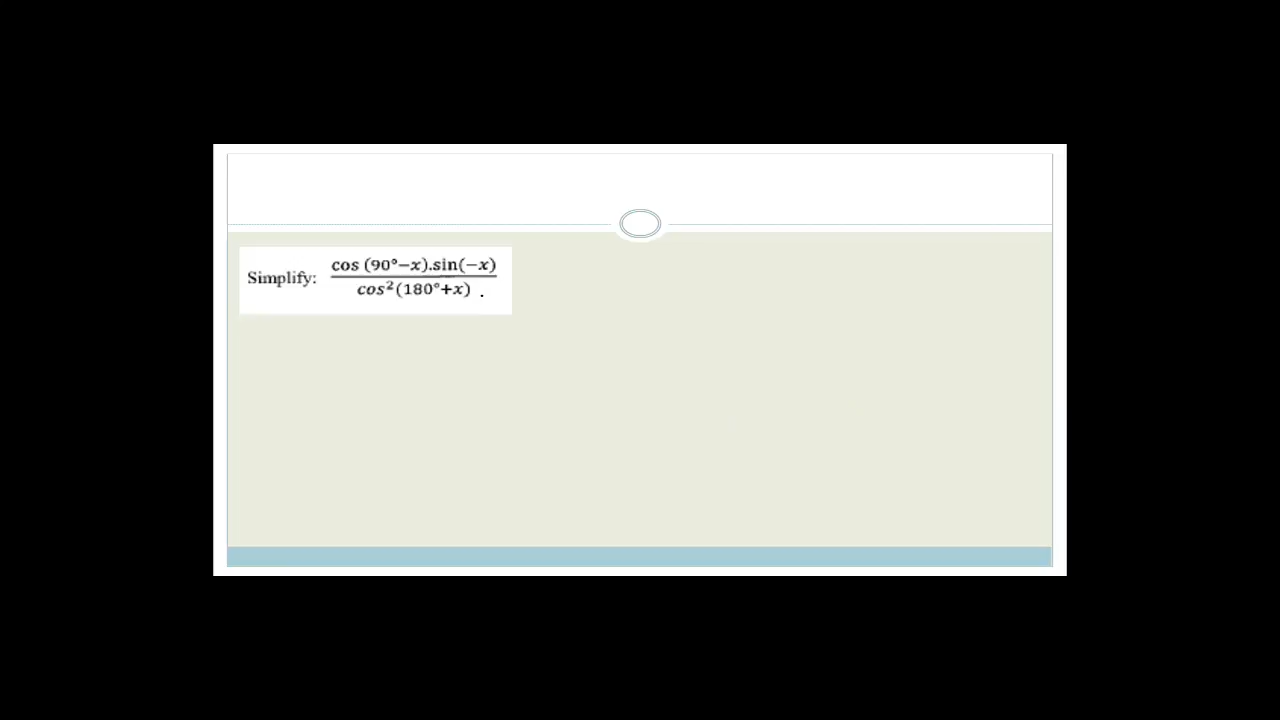 Simplify: cos (90°−x).sin(−x)
cos²(180°+x) .